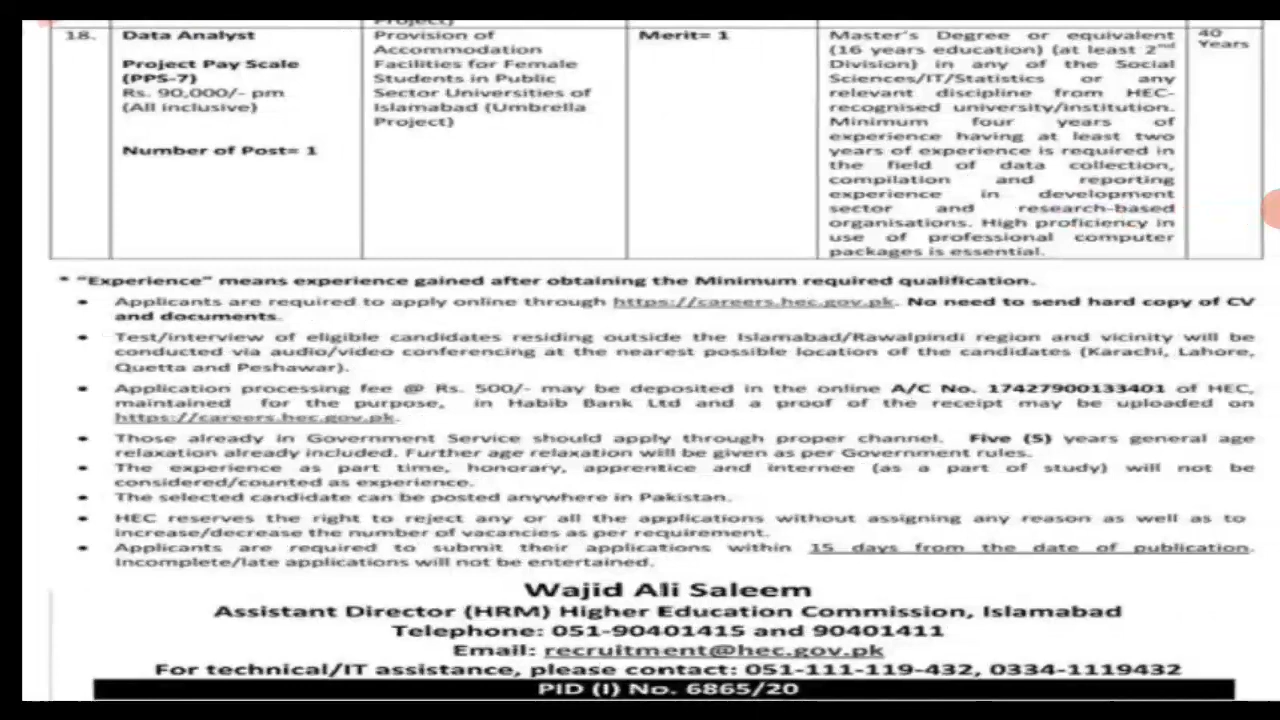 Project)
18.
Data Analyst
Project Pay Scale
(PPS-7)
Rs. 90,000/- pm
(All inclusive)
Number of Post= 1
Provision of
Accommodation
Facilities for Female
Students in Public
Sector Universities of
Islamabad (Umbrella
Project)
Merit= 1
Master's Degree or equivalent
(16 years education) (at least 2nd
Division) in any of the Social
Sciences/IT/Statistics or any
relevant discipline from HEC-
recognised university/institution.
Minimum four years of
experience having at least two
years of experience is required in
the field of data collection,
compilation and reporting
experience in development
sector and research-based
organisations. High proficiency in
use of professional computer
packages is essential.
40
Years
* "Experience" means experience gained after obtaining the Minimum required qualification.
• Applicants are required to apply online through https://careers.hec.gov.pk. No need to send hard copy of CV
and documents.
• Test/interview of eligible candidates residing outside the Islamabad/Rawalpindi region and vicinity will be
conducted via audio/video conferencing at the nearest possible location of the candidates (Karachi, Lahore,
Quetta and Peshawar).
• Application processing fee @ Rs. 500/- may be deposited in the online A/C No. 17427900133401 of HEC,
maintained for the purpose, in Habib Bank Ltd and a proof of the receipt may be uploaded on
https://careers.hec.gov.pk.
• Those already in Government Service should apply through proper channel. Five (5) years general age
relaxation already included. Further age relaxation will be given as per Government rules.
• The experience as part time, honorary, apprentice and internee (as a part of study) will not be
considered/counted as experience.
• The selected candidate can be posted anywhere in Pakistan.
• HEC reserves the right to reject any or all the applications without assigning any reason as well as to
increase/decrease the number of vacancies as per requirement.
• Applicants are required to submit their applications within 15 days from the date of publication.
Incomplete/late applications will not be entertained.
Wajid Ali Saleem
Assistant Director (HRM) Higher Education Commission, Islamabad
Telephone: 051-90401415 and 90401411
Email: recruitment@hec.gov.pk
For technical/IT assistance, please contact: 051-111-119-432, 0334-1119432
PID (I) No. 6865/20